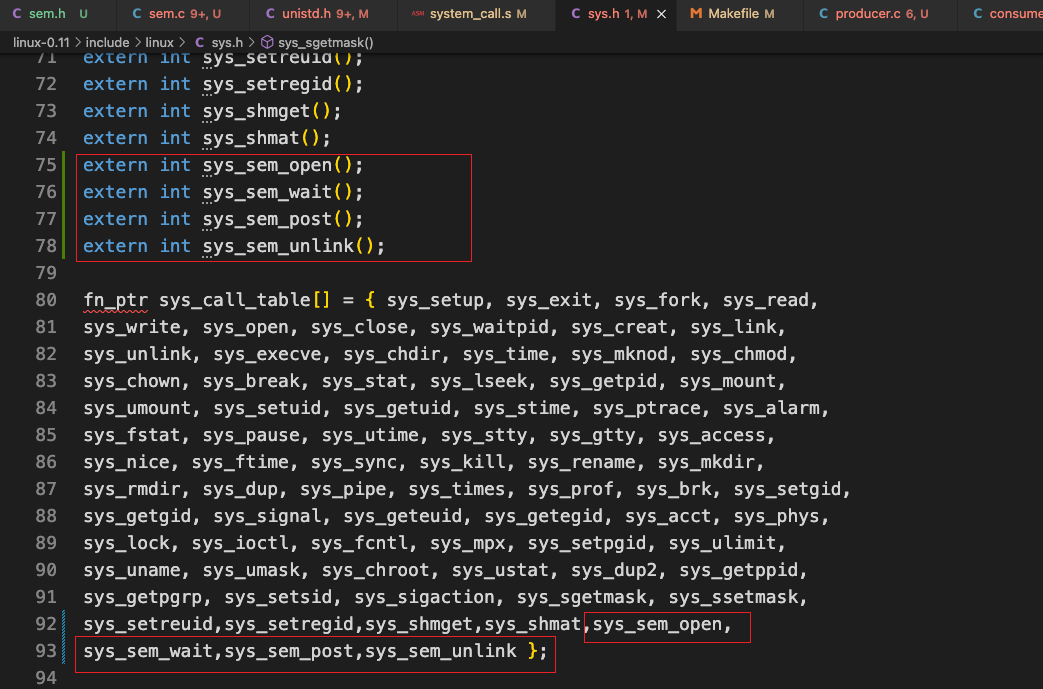 C sem.h U C sem.c 9+, U C unistd.h 9+, M ASM system_call.s M C sys.h 1, M × M Makefile M C producer.c 6, U C consume
linux-0.11 > include > linux > C sys.h > sys_sgetmask()
71 extern int sys_setreuid();
72 extern int sys_setregid();
73 extern int sys_shmget();
74 extern int sys_shmat();
75 extern int sys_sem_open();
76 extern int sys_sem_wait();
77 extern int sys_sem_post();
78 extern int sys_sem_unlink();
79
80 fn_ptr sys_call_table[] = { sys_setup, sys_exit, sys_fork, sys_read,
81 sys_write, sys_open, sys_close, sys_waitpid, sys_creat, sys_link,
82 sys_unlink, sys_execve, sys_chdir, sys_time, sys_mknod, sys_chmod,
83 sys_chown, sys_break, sys_stat, sys_lseek, sys_getpid, sys_mount,
84 sys_umount, sys_setuid, sys_getuid, sys_stime, sys_ptrace, sys_alarm,
85 sys_fstat, sys_pause, sys_utime, sys_stty, sys_gtty, sys_access,
86 sys_nice, sys_ftime, sys_sync, sys_kill, sys_rename, sys_mkdir,
87 sys_rmdir, sys_dup, sys_pipe, sys_times, sys_prof, sys_brk, sys_setgid,
88 sys_getgid, sys_signal, sys_geteuid, sys_getegid, sys_acct, sys_phys,
89 sys_lock, sys_ioctl, sys_fcntl, sys_mpx, sys_setpgid, sys_ulimit,
90 sys_uname, sys_umask, sys_chroot, sys_ustat, sys_dup2, sys_getppid,
91 sys_getpgrp, sys_setsid, sys_sigaction, sys_sgetmask, sys_ssetmask,
92 sys_setreuid,sys_setregid,sys_shmget,sys_shmat,sys_sem_open,
93 sys_sem_wait,sys_sem_post,sys_sem_unlink };
94